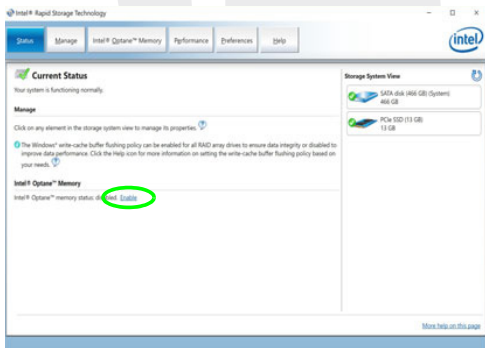 Intel® Rapid Storage Technology
Status
Manage
Intel® Optane™ Memory
Performance
Preferences
Help
intel
Current Status
Your system is functioning normally.
Manage
Click on any element in the storage system view to manage its properties.
The Windows* write-cache buffer flushing policy can be enabled for all RAID array drives to ensure data integrity or disabled to
improve data performance. Click the Help icon for more information on setting the write-cache buffer flushing policy based on
your needs.
Intel® Optane™ Memory
Intel® Optane™ memory status: disabled. Enable
Storage System View
SATA disk (466 GB) (System)
466 GB
PCIe SSD (13 GB)
13 GB
More help on this page